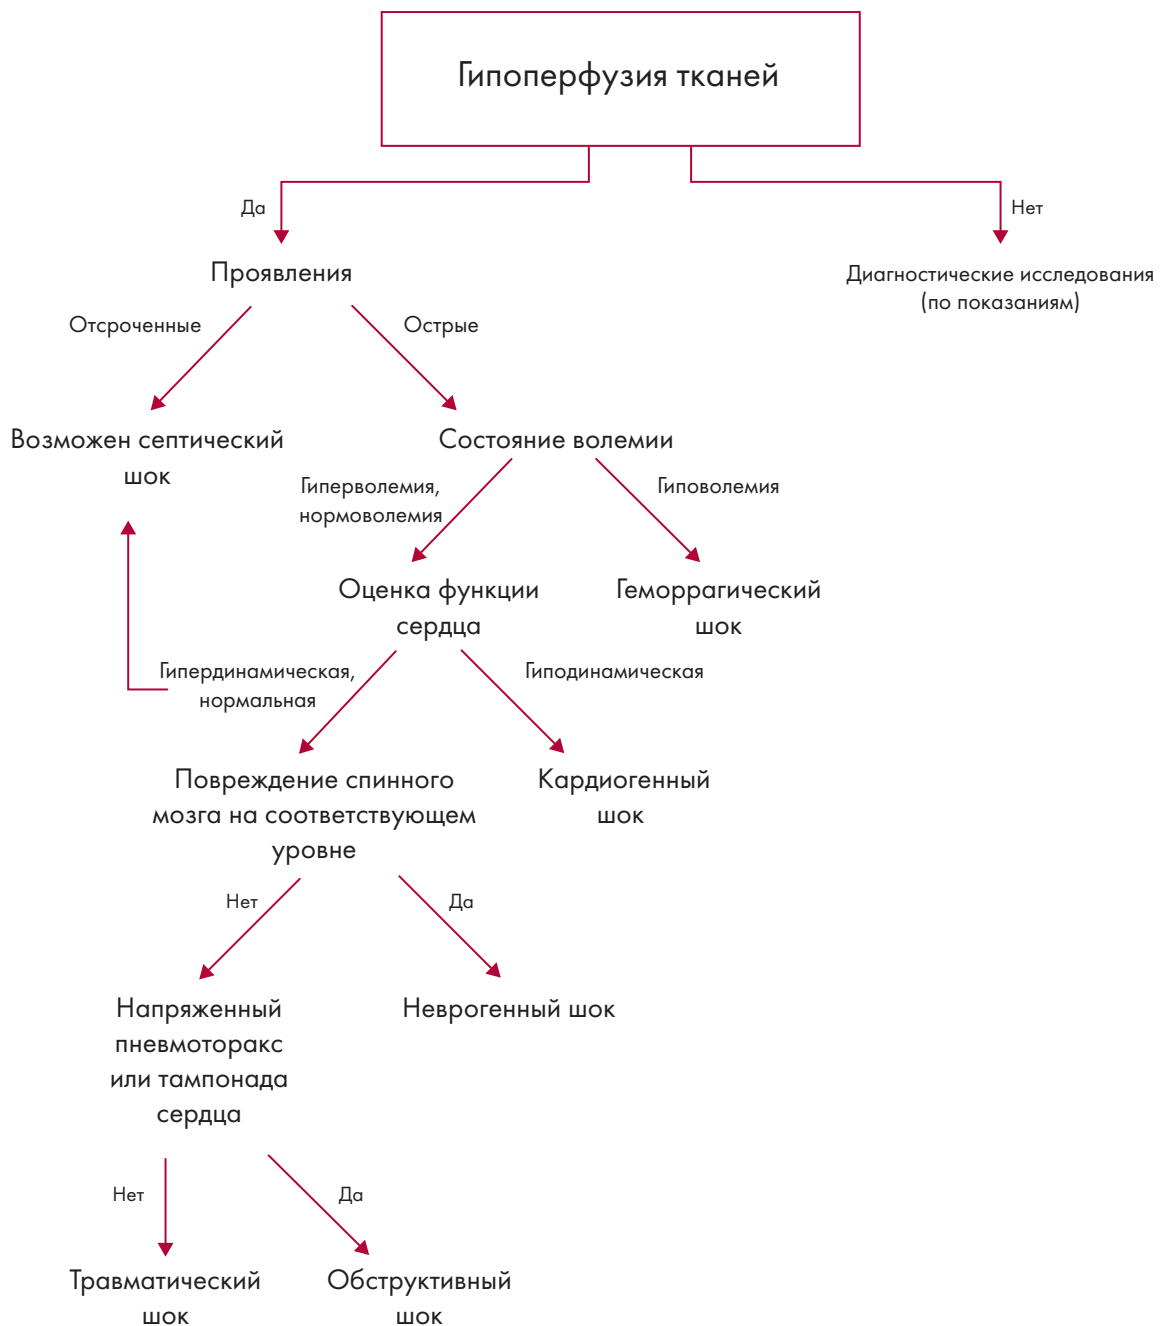 Гипоперфузия тканей
Да
Нет
Проявления
Диагностические исследования
(по показаниям)
Отсроченные
Острые
Возможен септический
шок
Состояние волемии
Гиперволемия,
нормоволемия
Гиповолемия
Оценка функции
сердца
Геморрагический
шок
Гипердинамическая,
нормальная
Гиподинамическая
Повреждение спинного
мозга на соответствующем
уровне
Кардиогенный
шок
Нет
Да
Напряженный
пневмоторакс
или тампонада
сердца
Неврогенный шок
Нет
Да
Травматический
шок
Обструктивный
шок